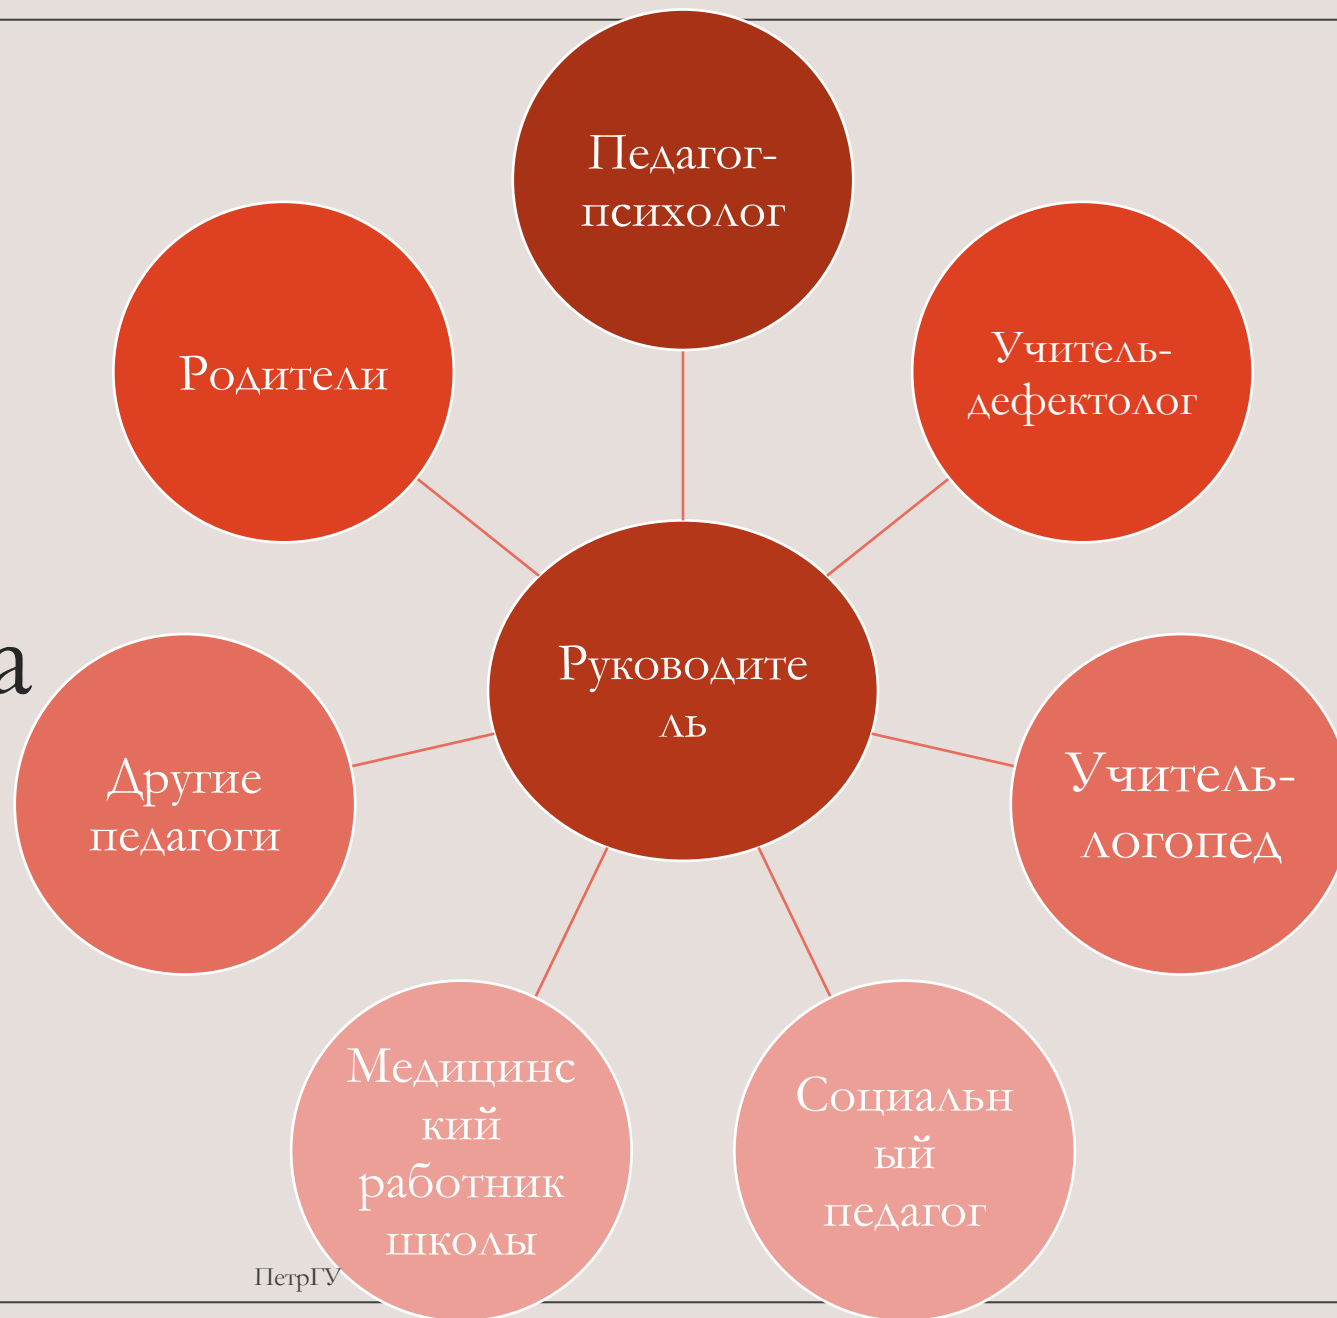 Педагог-
психолог
Учитель-
дефектолог
Родители
Руководите
ль
а
Учитель-
логопед
Другие
педагоги
Медицинс
кий
работник
школы
Социальн
ый
педагог
ПетрГУ